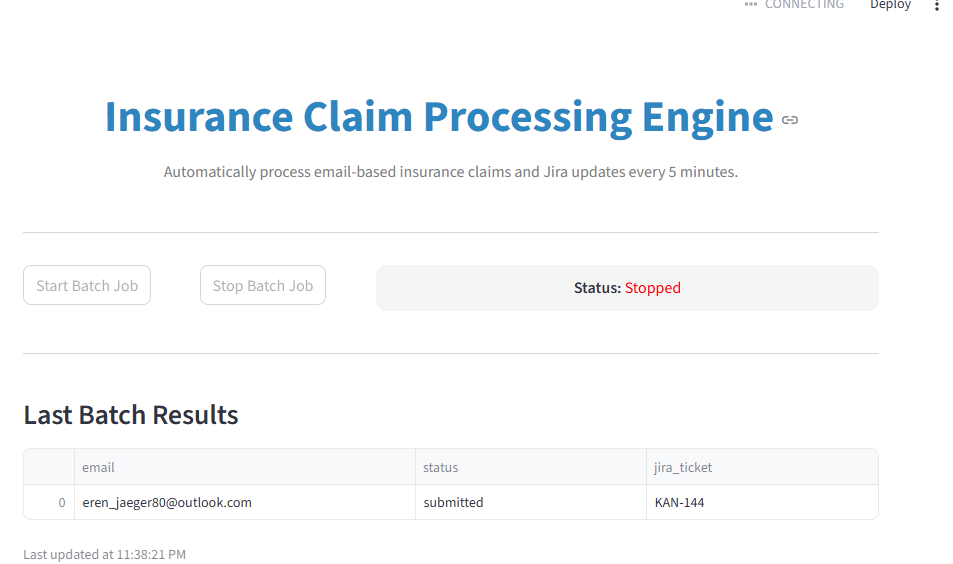 CONNECTING Deploy
Insurance Claim Processing Engine
Automatically process email-based insurance claims and Jira updates every 5 minutes.
Start Batch Job Stop Batch Job Status: Stopped
Last Batch Results
email status jira_ticket
0 eren_jaeger80@outlook.com submitted KAN-144
Last updated at 11:38:21 PM